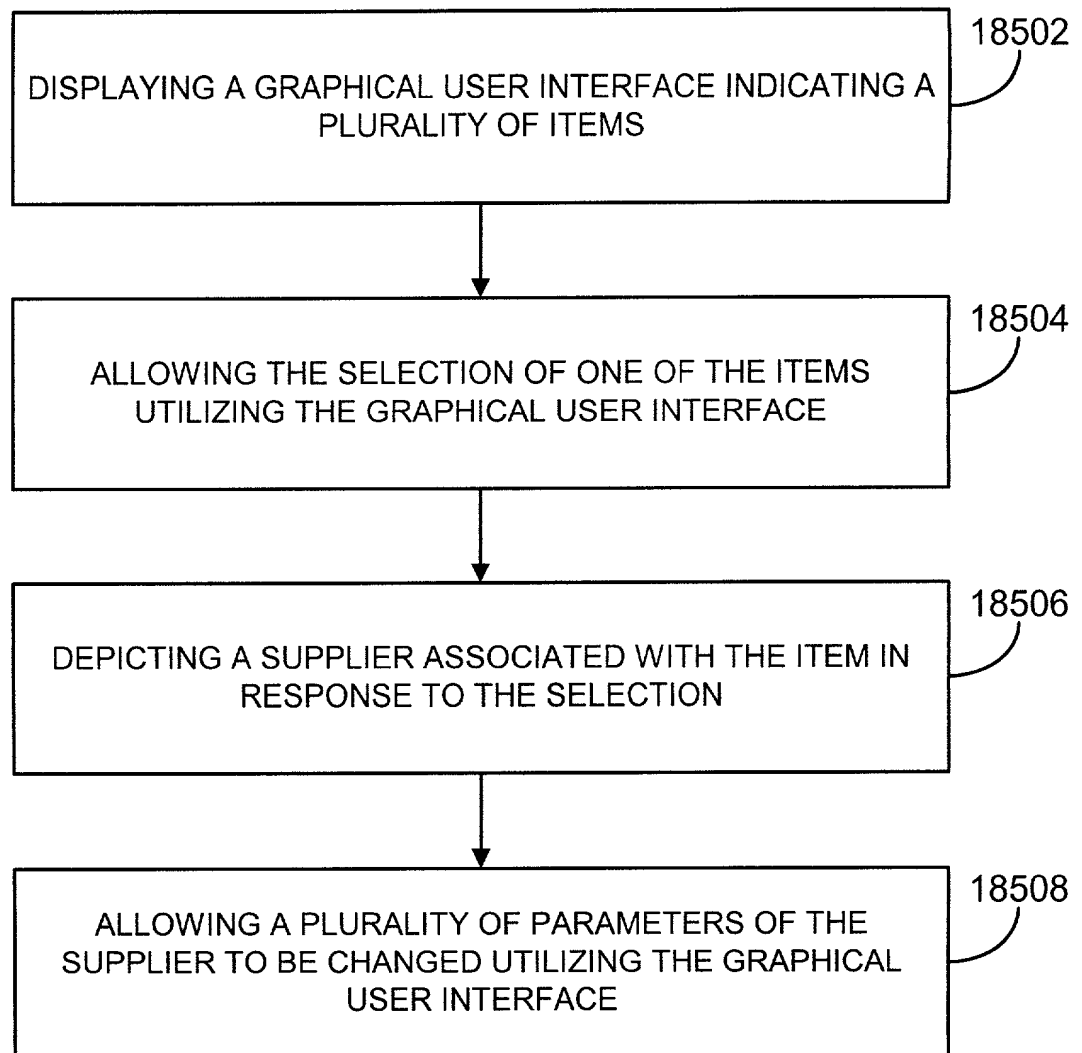 18502
DISPLAYING A GRAPHICAL USER INTERFACE INDICATING A
PLURALITY OF ITEMS
18504
ALLOWING THE SELECTION OF ONE OF THE ITEMS
UTILIZING THE GRAPHICAL USER INTERFACE
18506
DEPICTING A SUPPLIER ASSOCIATED WITH THE ITEM IN
RESPONSE TO THE SELECTION
18508
ALLOWING A PLURALITY OF PARAMETERS OF THE
SUPPLIER TO BE CHANGED UTILIZING THE GRAPHICAL
USER INTERFACE